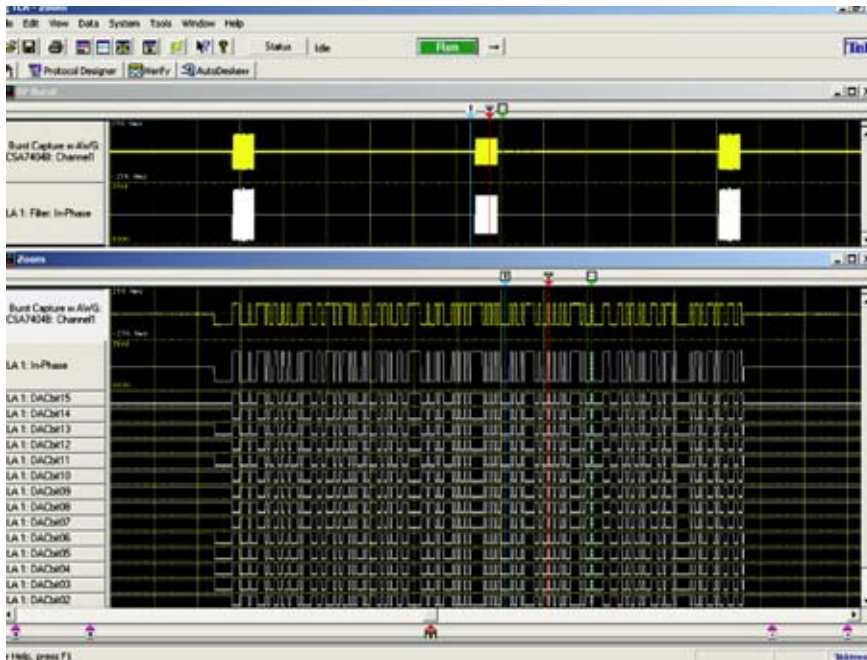 TLA - Zoom
Edit View Data System Tools Window Help
Status Idle Run
Protocol Designer iVerify AutoDeskew
Burst Capture w AWG:
CSA7404B: Channel1
LA 1: Filter: In-Phase
Zoom
Burst Capture w AWG:
CSA7404B: Channel1
LA 1: In-Phase
LA 1: DACbit15
LA 1: DACbit14
LA 1: DACbit13
LA 1: DACbit12
LA 1: DACbit11
LA 1: DACbit10
LA 1: DACbit09
LA 1: DACbit08
LA 1: DACbit07
LA 1: DACbit06
LA 1: DACbit05
LA 1: DACbit04
LA 1: DACbit03
LA 1: DACbit02
Help, press F1